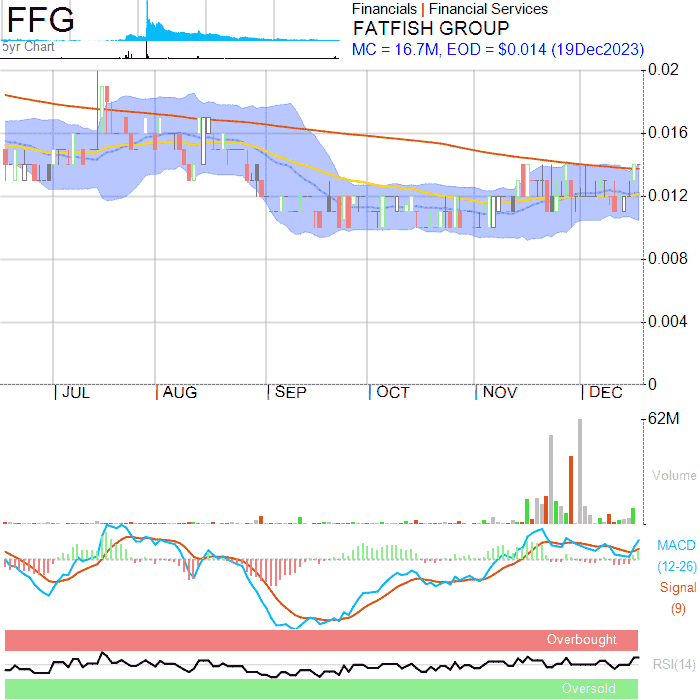 FFG
5yr Chart
Financials | Financial Services
FATFISH GROUP
MC = 16.7M, EOD = $0.014 (19Dec2023)
0.02
0.016
0.012
0.008
0.004
0
JUL AUG SEP OCT NOV DEC
62M
Volume
MACD
(12-26)
Signal
(9)
Overbought
RSI(14)
Oversold